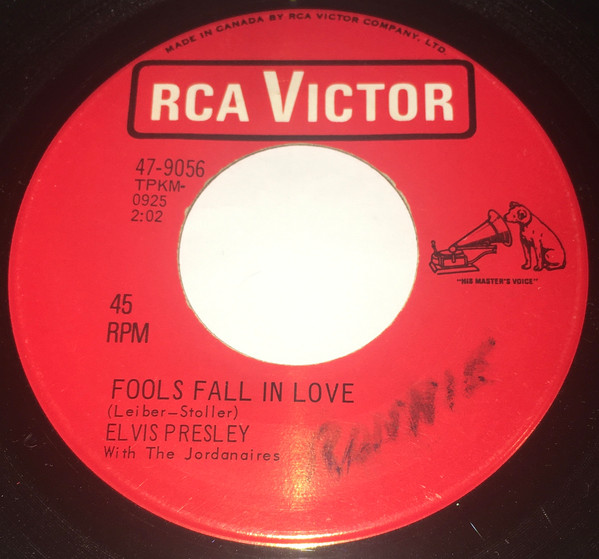 MADE IN CANADA BY RCA VICTOR COMPANY, LTD.
RCA VICTOR
47-9056
TPKM-
0925
2:02
"HIS MASTER'S VOICE"
45
RPM
FOOLS FALL IN LOVE
(Leiber-Stoller)
ELVIS PRESLEY
With The Jordanaires